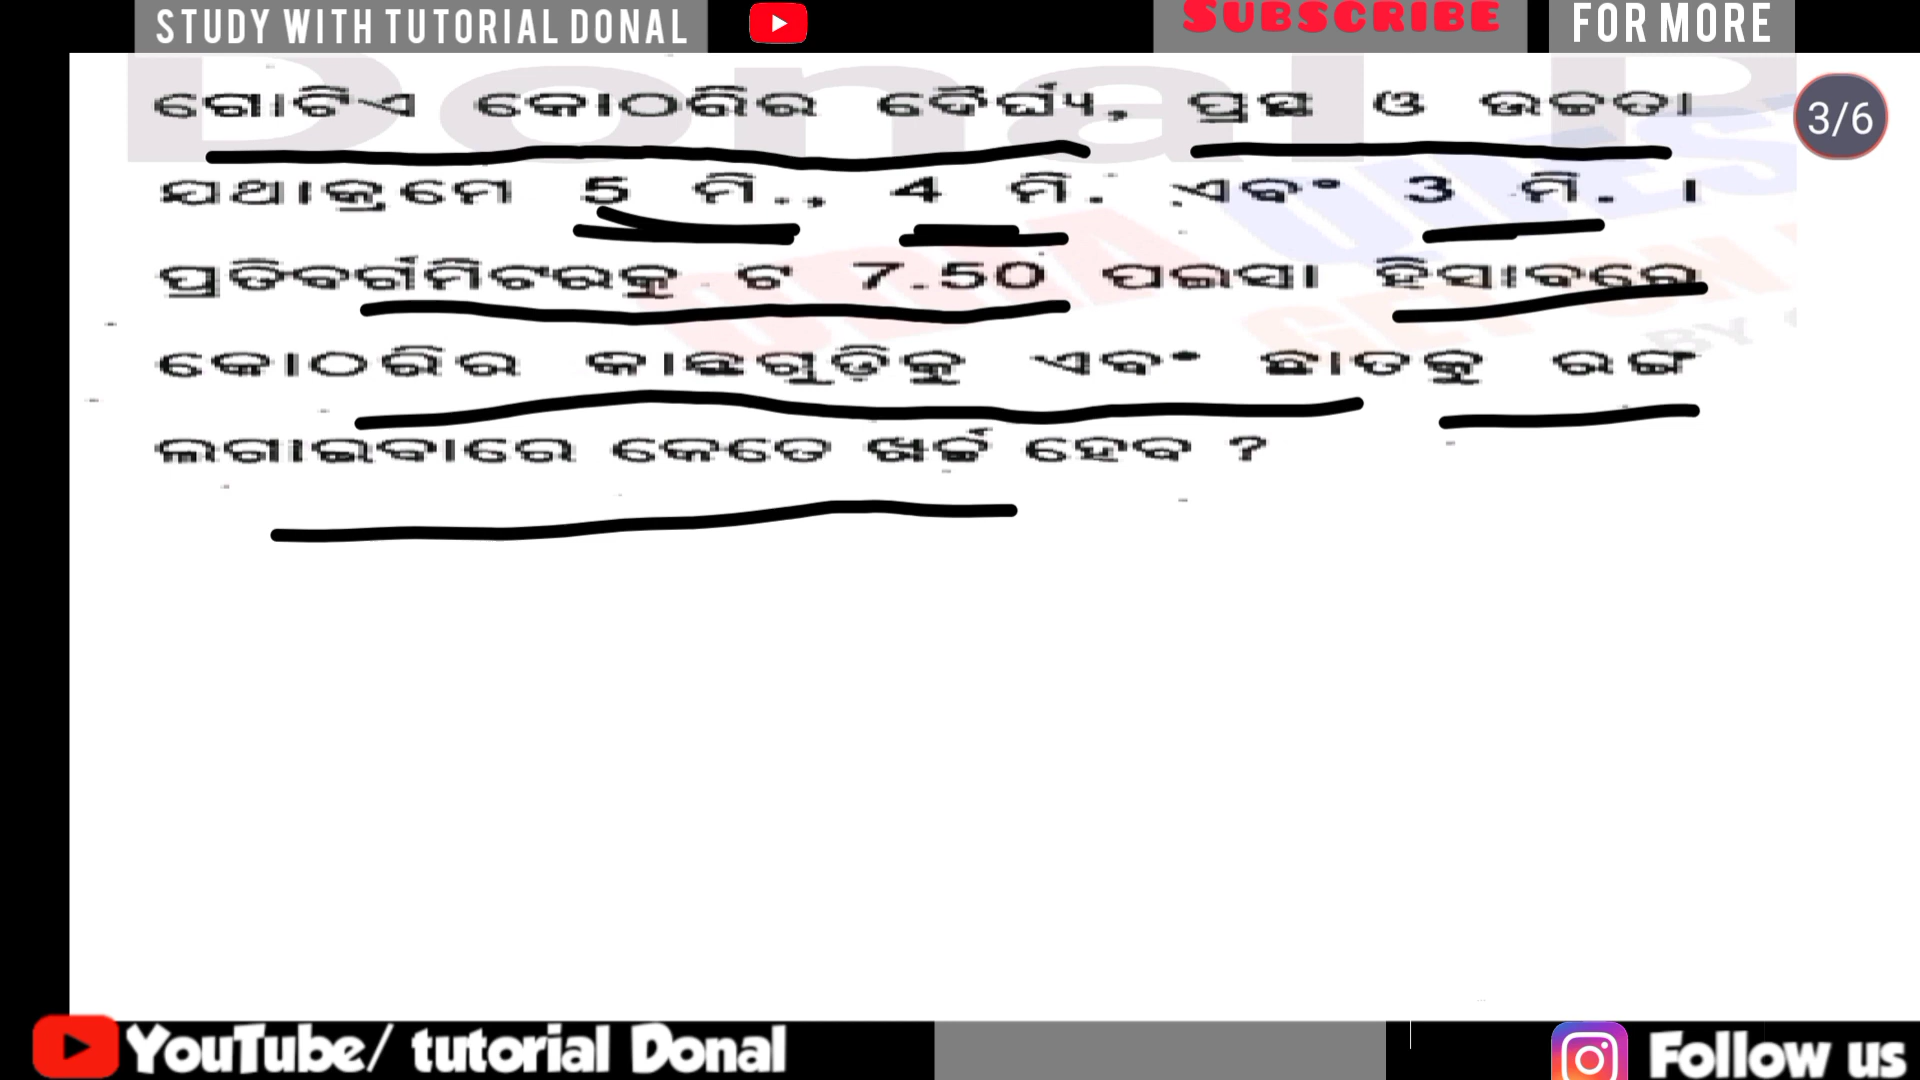 STUDY WITH TUTORIAL DONAL SUBSCRIBE FOR MORE
3/6
ଗୋଟିଏ କୋଠରିର ଦୈର୍ଘ୍ୟ, ପ୍ରସ୍ଥ ଓ ଉଚ୍ଚତା
ଯଥାକ୍ରମେ 5 ମି., 4 ମି. ଏବଂ 3 ମି. ।
ପ୍ରତିବର୍ଗମିଟରକୁ ଟ 7.50 ପଇସା ହିସାବରେ
କୋଠରିର କାନ୍ଥଗୁଡ଼ିକୁ ଏବଂ ଛାତକୁ ରଙ୍ଗ
ଲଗାଇବାରେ କେତେ ଖର୍ଚ୍ଚ ହେବ ?
YouTube/ tutorial Donal Follow us